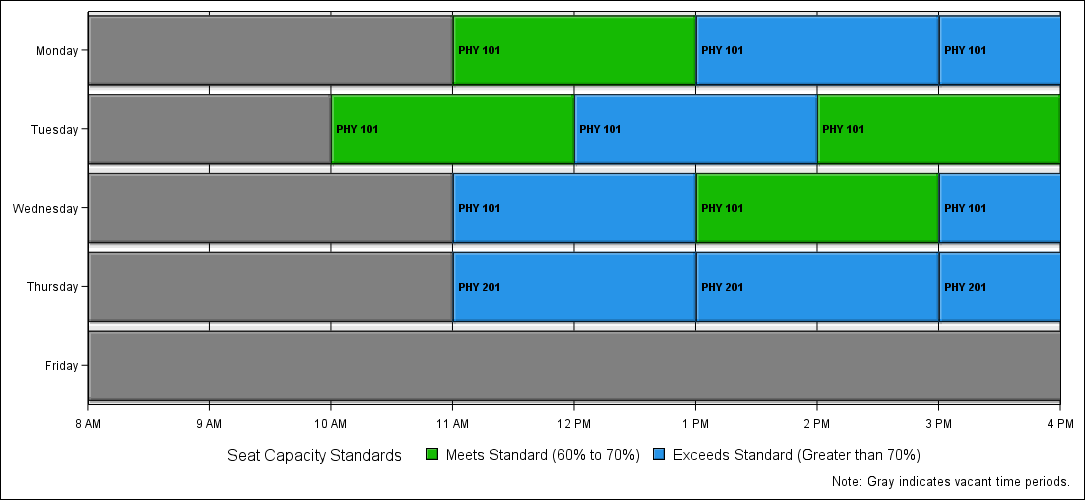 Monday PHY 101 PHY 101 PHY 101
Tuesday PHY 101 PHY 101 PHY 101
Wednesday PHY 101 PHY 101 PHY 101
Thursday PHY 201 PHY 201 PHY 201
Friday
8 AM 9 AM 10 AM 11 AM 12 PM 1 PM 2 PM 3 PM 4 PM
Seat Capacity Standards Meets Standard (60% to 70%) Exceeds Standard (Greater than 70%)
Note: Gray indicates vacant time periods.